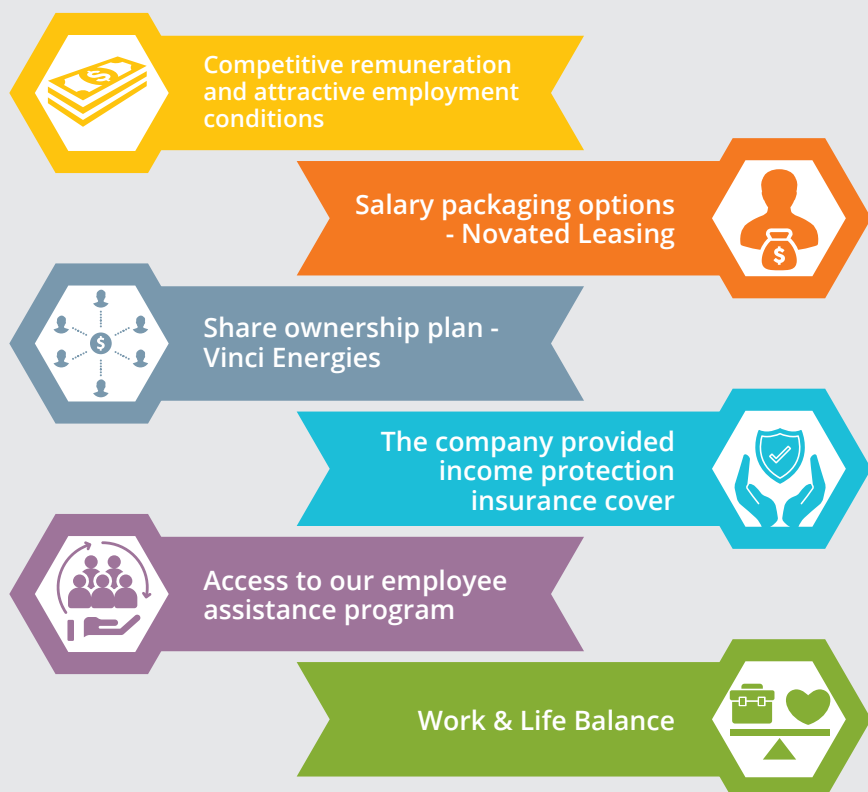 Competitive remuneration
and attractive employment
conditions
Salary packaging options
- Novated Leasing
Share ownership plan -
Vinci Energies
The company provided
income protection
insurance cover
Access to our employee
assistance program
Work & Life Balance